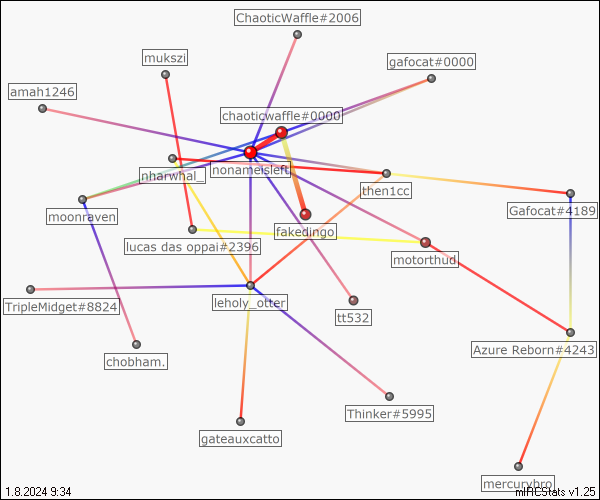 ChaoticWaffle#2006
mukszi
gafocat#0000
amah1246
chaoticwaffle#0000
nharwhal_
nonameisleft
then1cc
moonraven
Gafocat#4189
fakedingo
lucas das oppai#2396
motorthud
TripleMidget#8824
leholy_otter
tt532
chobham.
Azure Reborn#4243
Thinker#5995
gateauxcatto
mercurybro
1.8.2024 9:34
mIRCStats v1.25